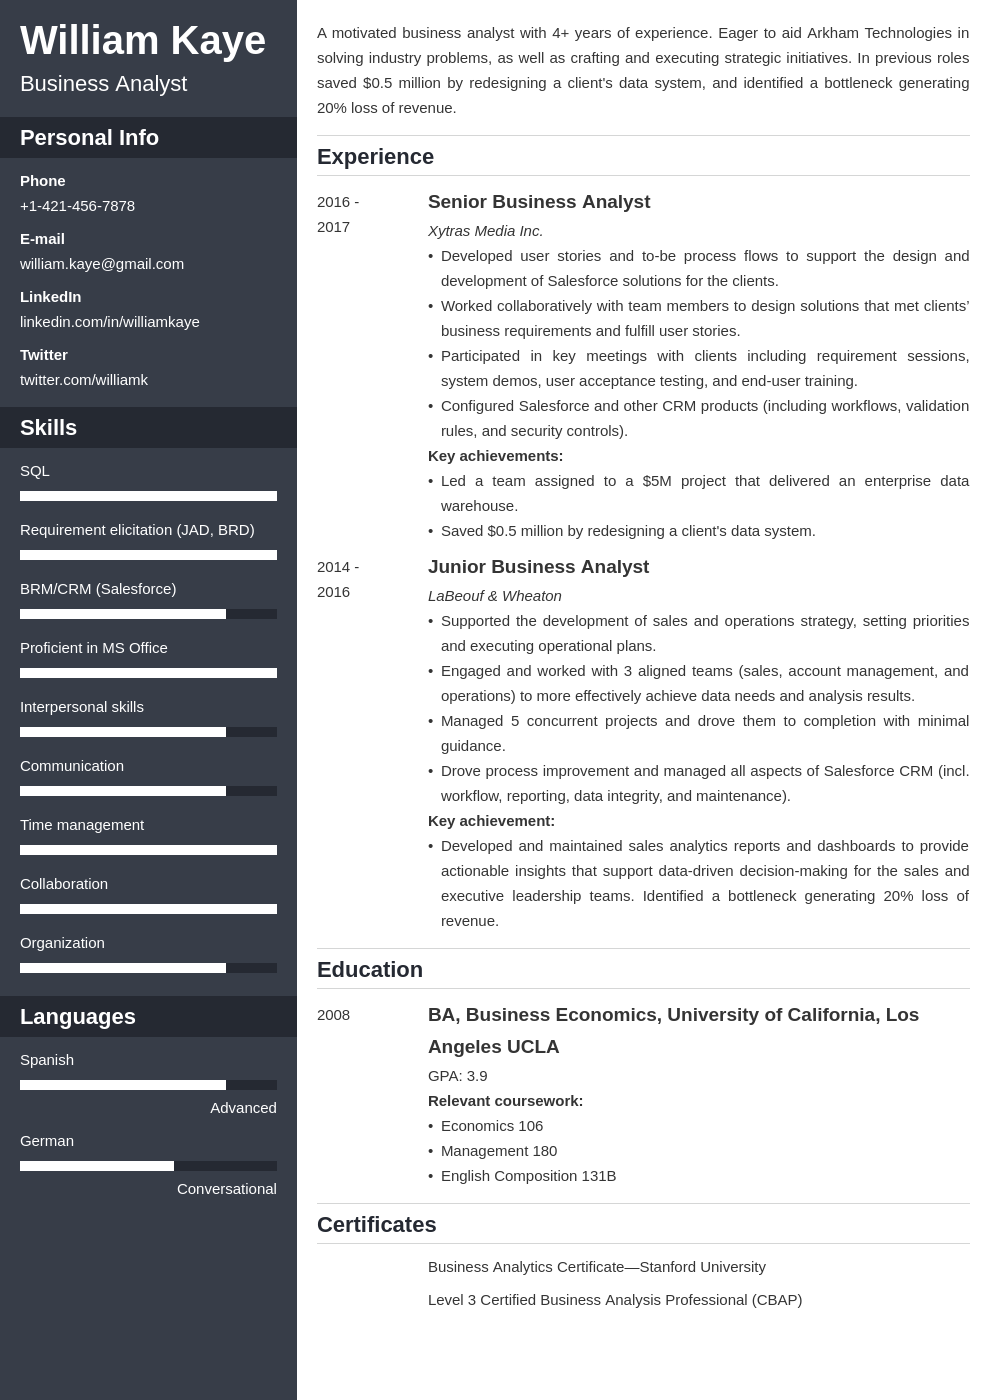 William Kaye
Business Analyst
Personal Info
Phone
+1-421-456-7878
E-mail
william.kaye@gmail.com
LinkedIn
linkedin.com/in/williamkaye
Twitter
twitter.com/williamk
Skills
SQL
Requirement elicitation (JAD, BRD)
BRM/CRM (Salesforce)
Proficient in MS Office
Interpersonal skills
Communication
Time management
Collaboration
Organization
Languages
Spanish
Advanced
German
Conversational
A motivated business analyst with 4+ years of experience. Eager to aid Arkham Technologies in
solving industry problems, as well as crafting and executing strategic initiatives. In previous roles
saved $0.5 million by redesigning a client's data system, and identified a bottleneck generating
20% loss of revenue.
Experience
2016 -
2017
Senior Business Analyst
Xytras Media Inc.
• Developed user stories and to-be process flows to support the design and
development of Salesforce solutions for the clients.
• Worked collaboratively with team members to design solutions that met clients’
business requirements and fulfill user stories.
• Participated in key meetings with clients including requirement sessions,
system demos, user acceptance testing, and end-user training.
• Configured Salesforce and other CRM products (including workflows, validation
rules, and security controls).
Key achievements:
• Led a team assigned to a $5M project that delivered an enterprise data
warehouse.
• Saved $0.5 million by redesigning a client's data system.
2014 -
2016
Junior Business Analyst
LaBeouf & Wheaton
• Supported the development of sales and operations strategy, setting priorities
and executing operational plans.
• Engaged and worked with 3 aligned teams (sales, account management, and
operations) to more effectively achieve data needs and analysis results.
• Managed 5 concurrent projects and drove them to completion with minimal
guidance.
• Drove process improvement and managed all aspects of Salesforce CRM (incl.
workflow, reporting, data integrity, and maintenance).
Key achievement:
• Developed and maintained sales analytics reports and dashboards to provide
actionable insights that support data-driven decision-making for the sales and
executive leadership teams. Identified a bottleneck generating 20% loss of
revenue.
Education
2008
BA, Business Economics, University of California, Los
Angeles UCLA
GPA: 3.9
Relevant coursework:
• Economics 106
• Management 180
• English Composition 131B
Certificates
Business Analytics Certificate—Stanford University
Level 3 Certified Business Analysis Professional (CBAP)